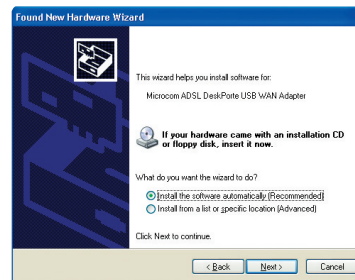 Found New Hardware Wizard
This wizard helps you install software for:
Microcom ADSL DeskPorte USB WAN Adapter
If your hardware came with an installation CD
or floppy disk, insert it now.
What do you want the wizard to do?
Install the software automatically (Recommended)
Install from a list or specific location (Advanced)
Click Next to continue.
< Back Next > Cancel